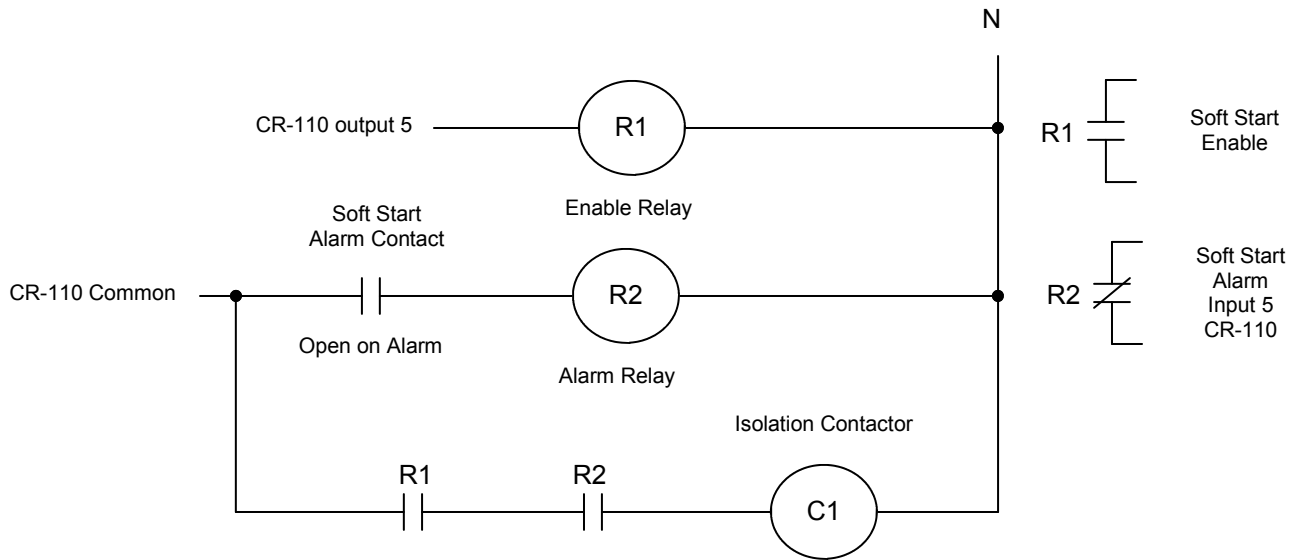 N
CR-110 output 5
R1
Enable Relay
R1
Soft Start
Enable
Soft Start
Alarm Contact
CR-110 Common
Open on Alarm
R2
Alarm Relay
R2
Soft Start
Alarm
Input 5
CR-110
Isolation Contactor
R1
R2
C1